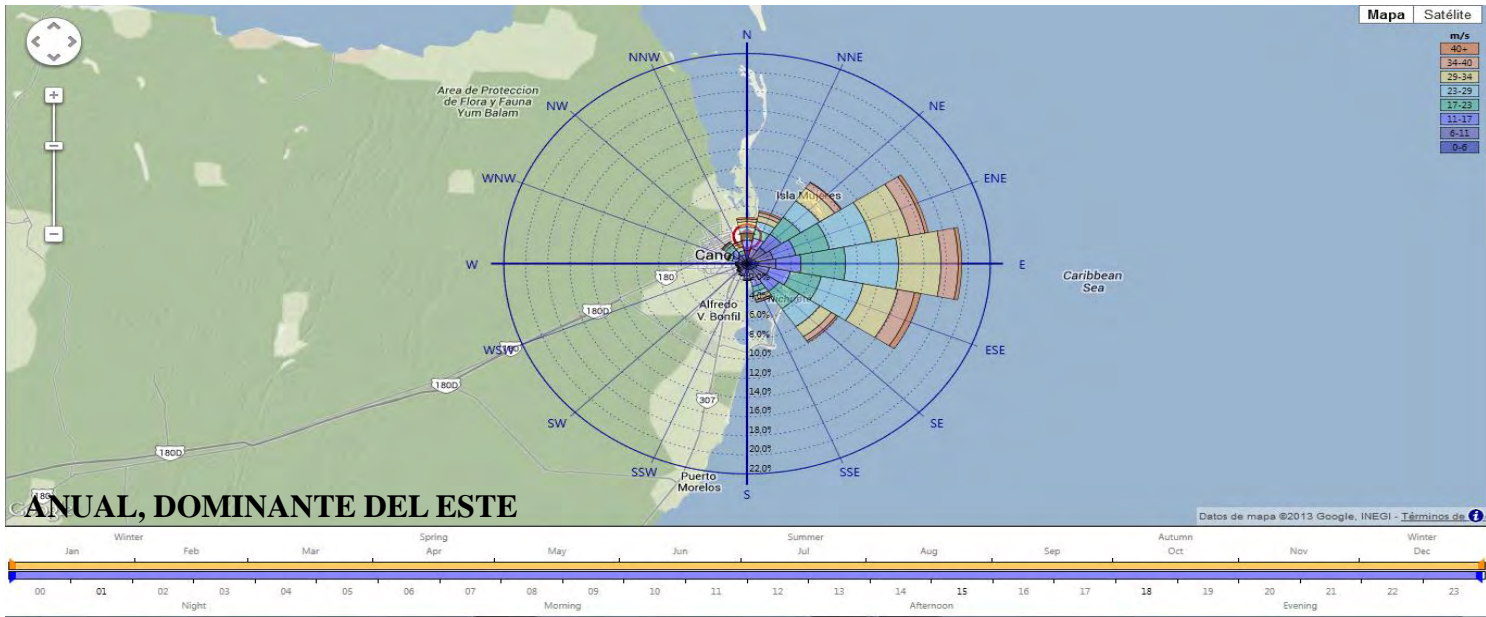 Mapa Satélite
m/s
40+
34-40
29-34
23-29
17-23
11-17
6-11
0-6
N
NNW NNE
NW NE
WNW ENE
W E
WSW ESE
SW SE
SSW SSE
S
Area de Proteccion
de Flora y Fauna
Yum Balam
Isla Mujeres
Caribbean
Sea
180
180D
Alfredo
V. Bonfil
180D
307
180D
Puerto
Morelos
4.0%
6.0%
8.0%
10.0%
12.0%
14.0%
16.0%
18.0%
20.0%
22.0%
ANUAL, DOMINANTE DEL ESTE
Datos de mapa ©2013 Google, INEGI - Términos de
Winter Spring Summer Autumn Winter
Jan Feb Mar Apr May Jun Jul Aug Sep Oct Nov Dec
00 01 02 03 04 05 06 07 08 09 10 11 12 13 14 15 16 17 18 19 20 21 22 23
Night Morning Afternoon Evening